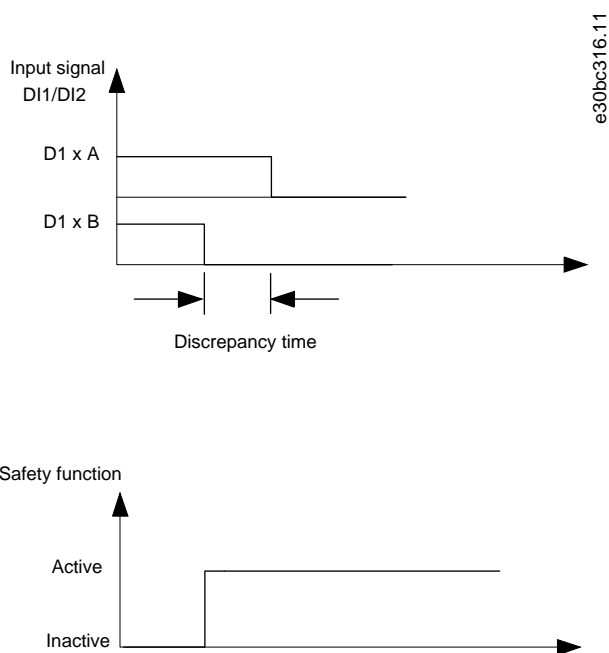 e30bc316.11
Input signal
DI1/DI2
D1 x A
D1 x B
Discrepancy time
Safety function
Active
Inactive